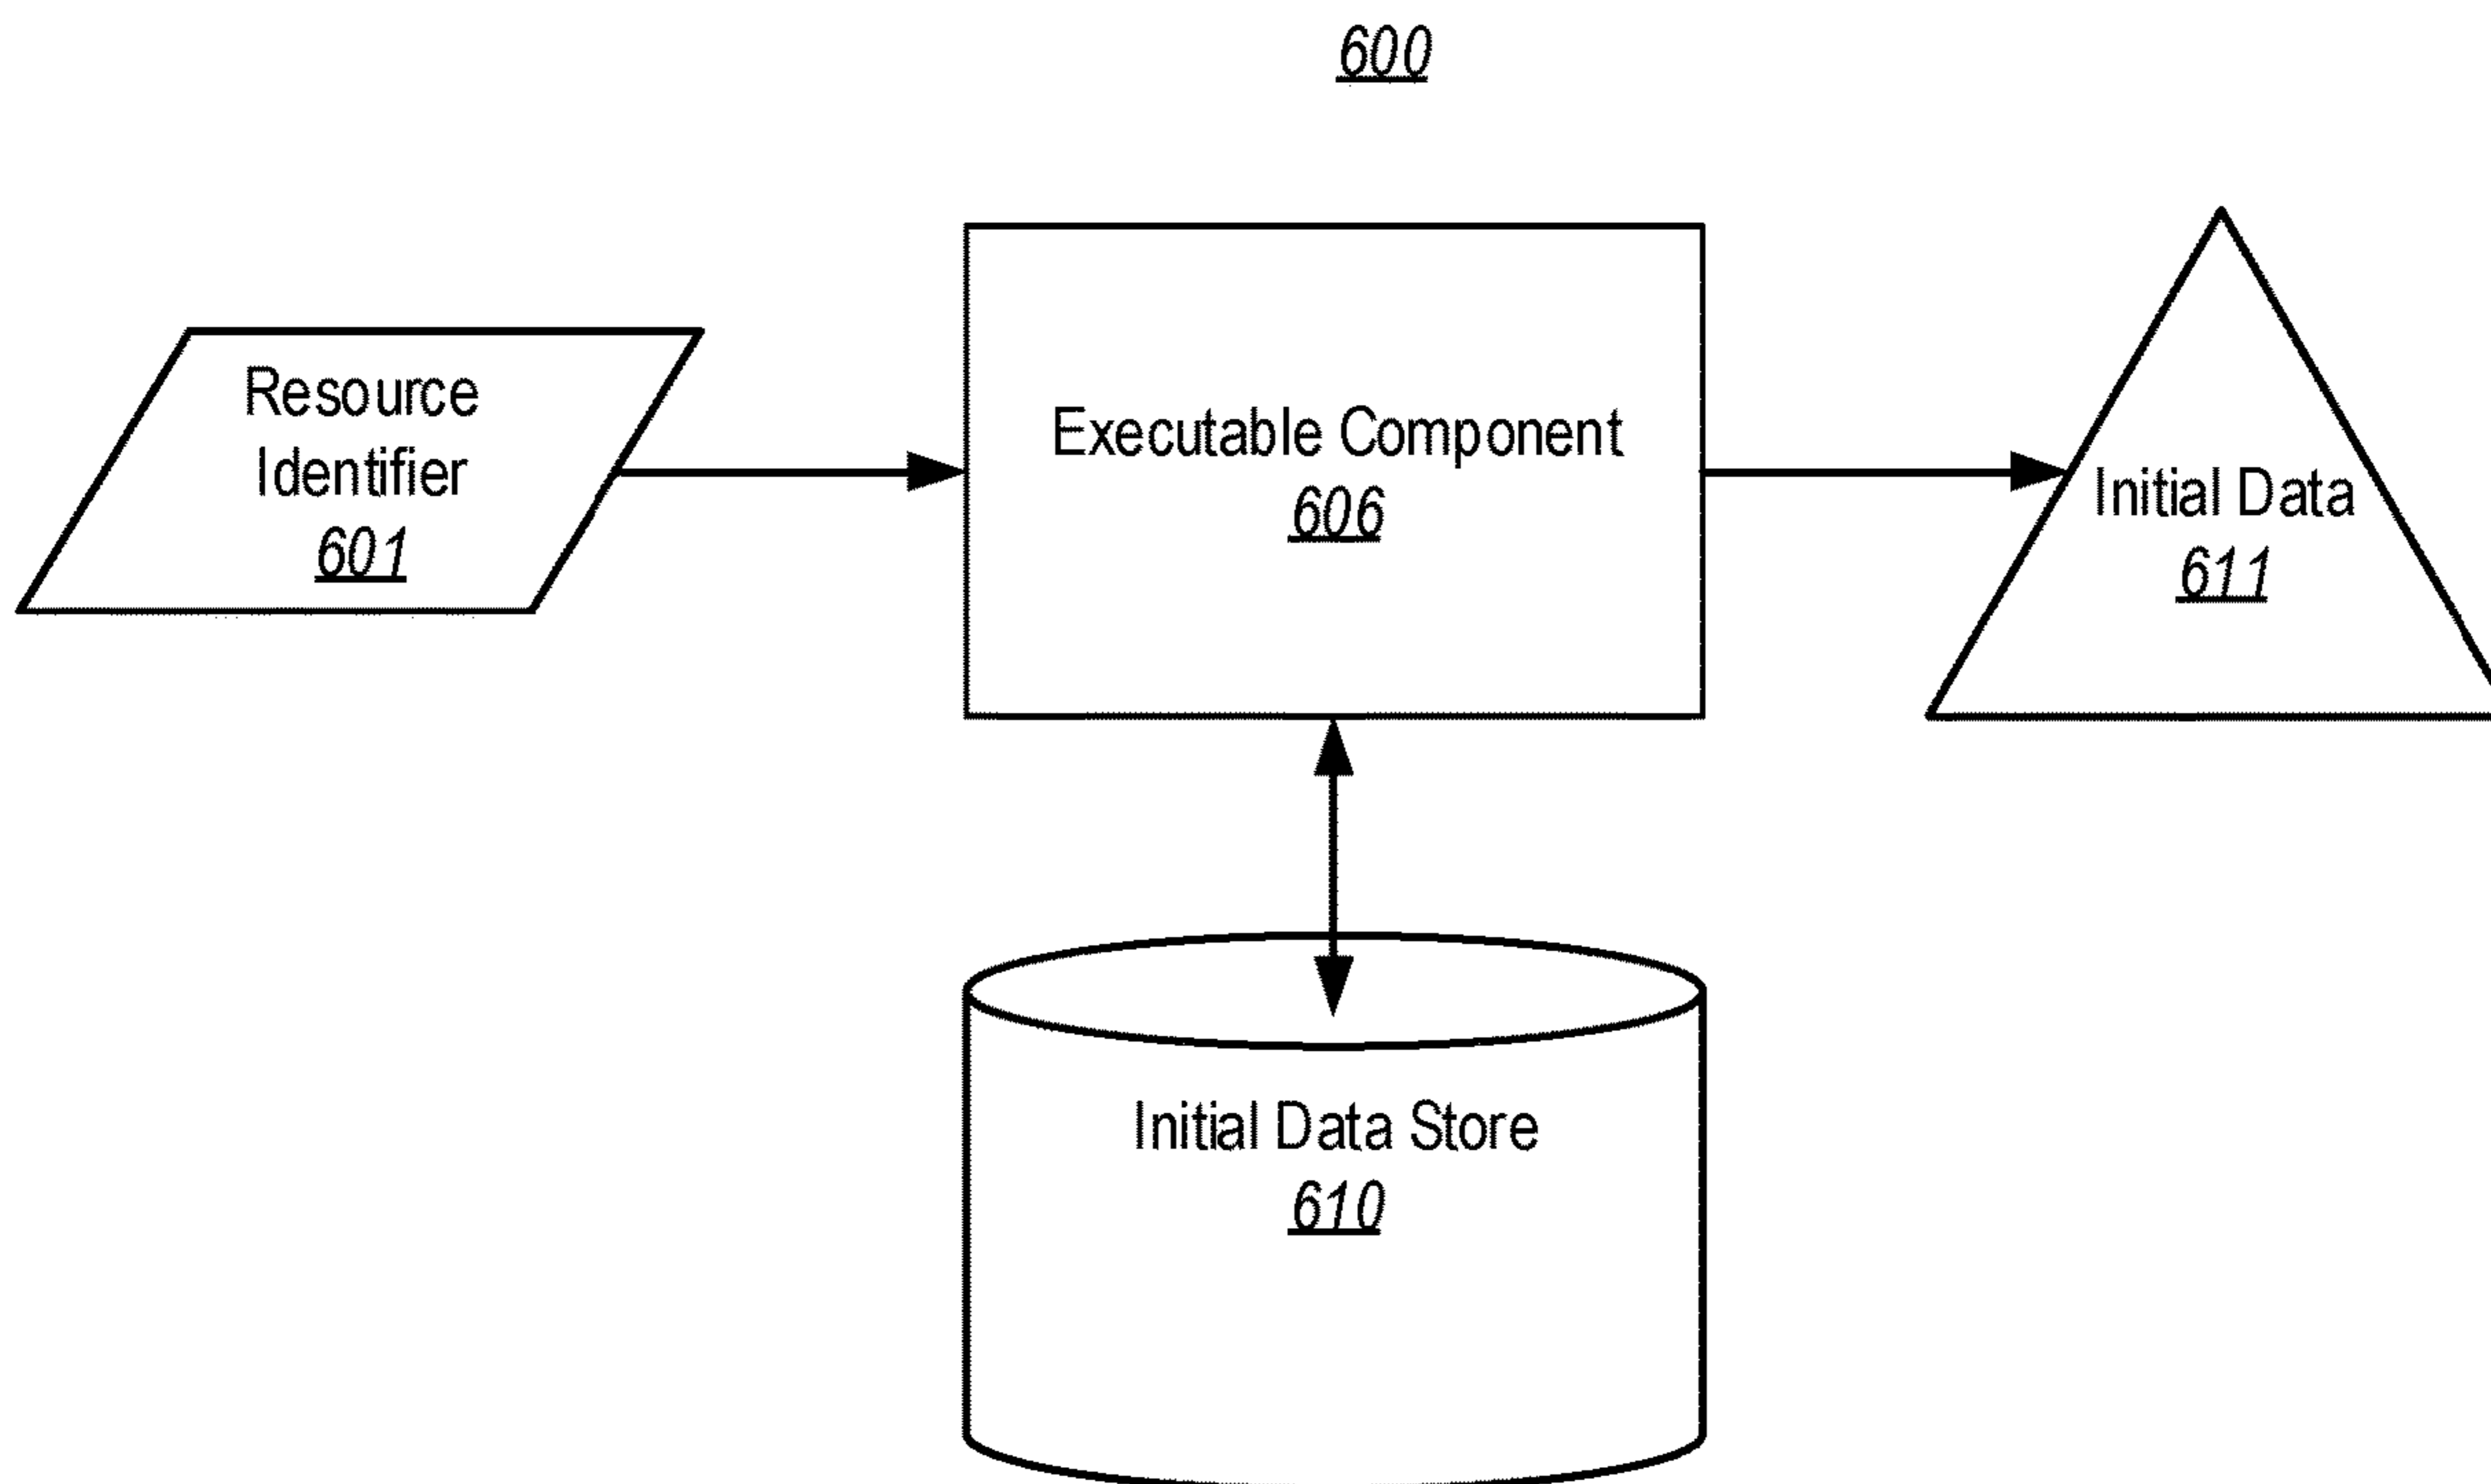 600
Resource
Identifier
601
Executable Component
606
Initial Data
611
Initial Data Store
610